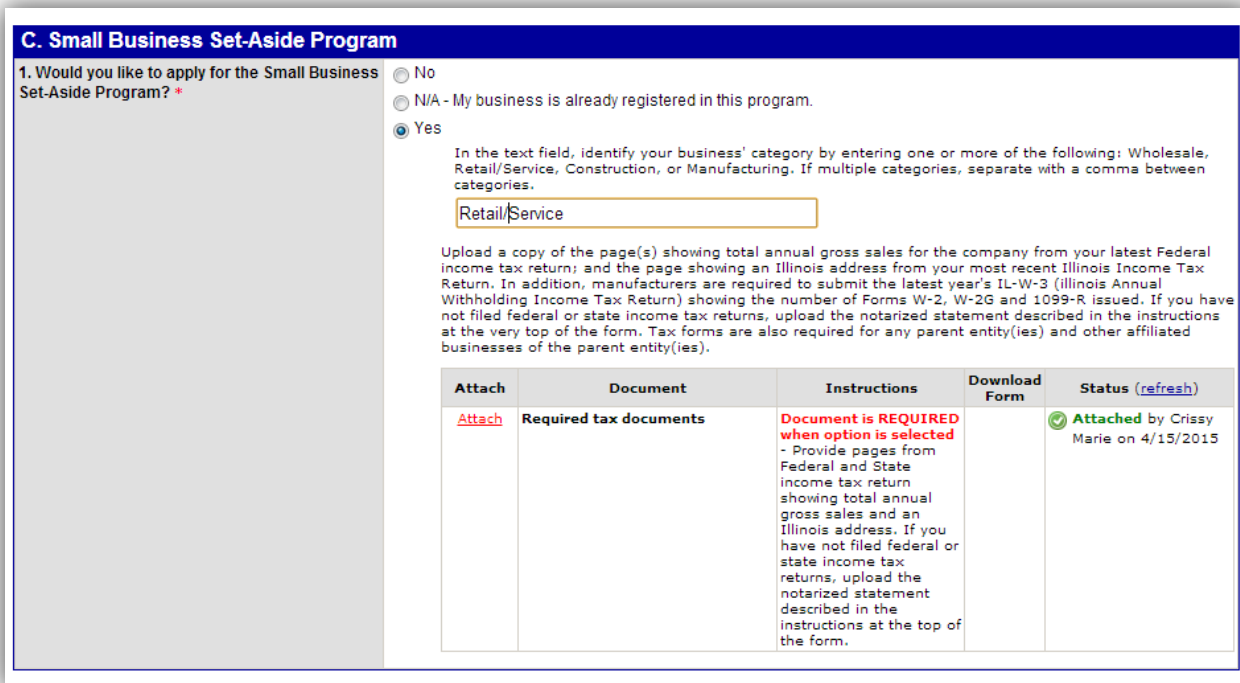 C. Small Business Set-Aside Program
1. Would you like to apply for the Small Business
Set-Aside Program? *
No
N/A - My business is already registered in this program.
Yes
In the text field, identify your business' category by entering one or more of the following: Wholesale,
Retail/Service, Construction, or Manufacturing. If multiple categories, separate with a comma between
categories.
Retail/Service
Upload a copy of the page(s) showing total annual gross sales for the company from your latest Federal
income tax return; and the page showing an Illinois address from your most recent Illinois Income Tax
Return. In addition, manufacturers are required to submit the latest year's IL-W-3 (illinois Annual
Withholding Income Tax Return) showing the number of Forms W-2, W-2G and 1099-R issued. If you have
not filed federal or state income tax returns, upload the notarized statement described in the instructions
at the very top of the form. Tax forms are also required for any parent entity(ies) and other affiliated
businesses of the parent entity(ies).
Attach
Document
Instructions
Download
Form
Status (refresh)
Attach
Required tax documents
Document is REQUIRED
when option is selected
- Provide pages from
Federal and State
income tax return
showing total annual
gross sales and an
Illinois address. If you
have not filed federal or
state income tax
returns, upload the
notarized statement
described in the
instructions at the top of
the form.
Attached by Crissy
Marie on 4/15/2015